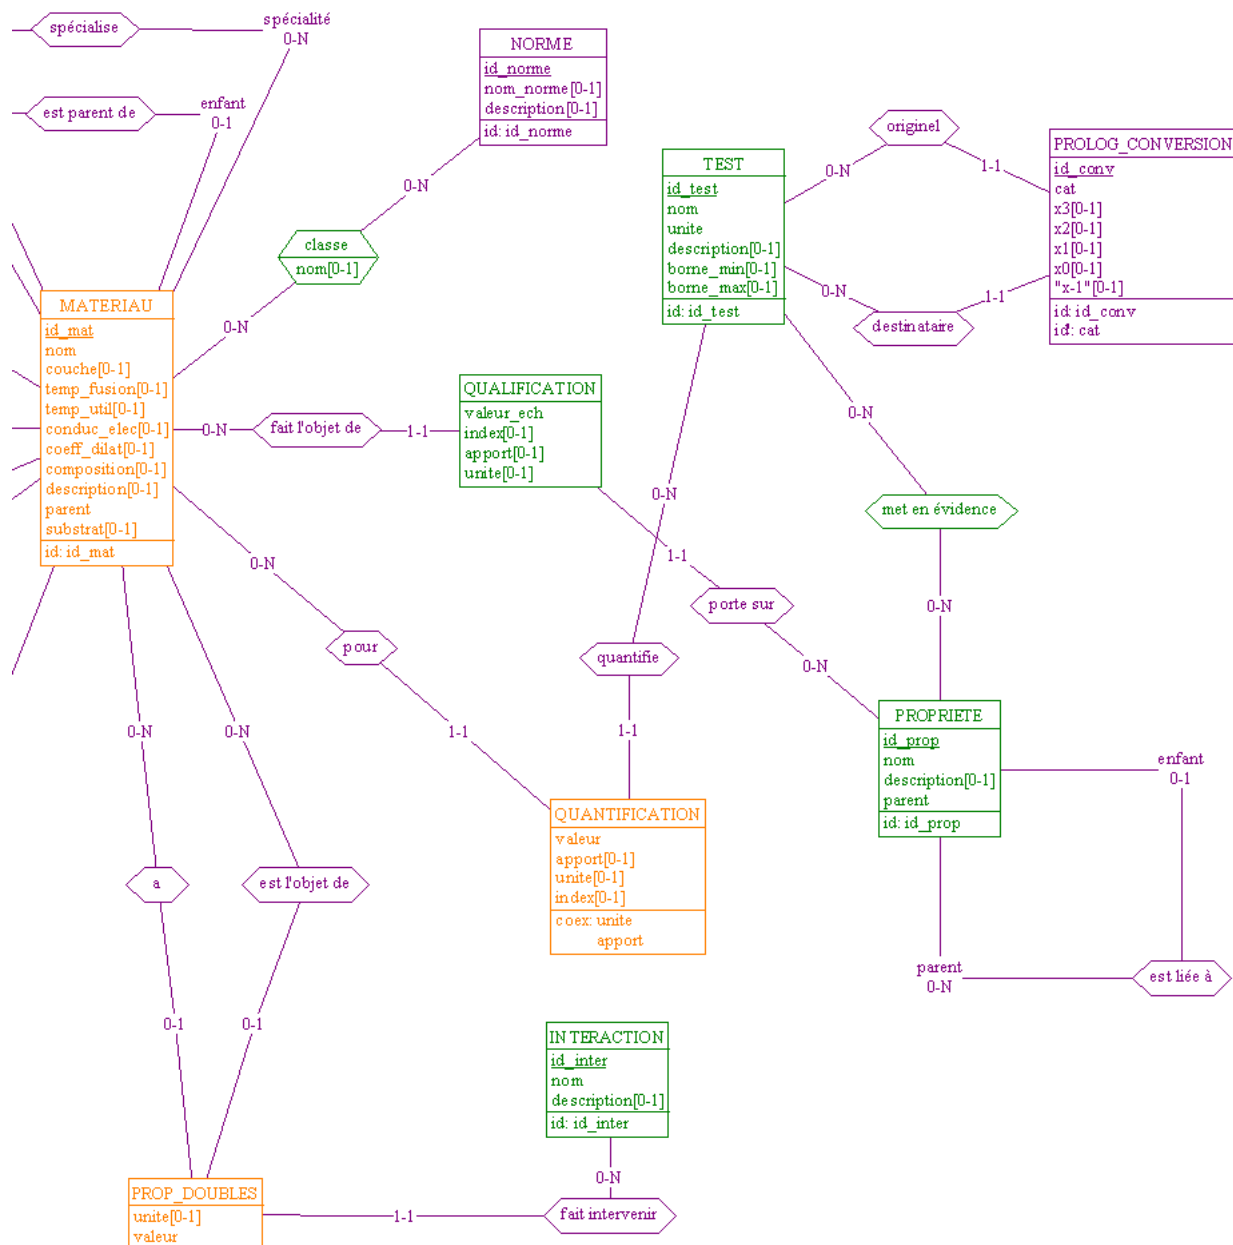 spécialise
spécialité
0-N
est parent de
enfant
0-1
NORME
id_norme
nom_norme[0-1]
description[0-1]
id: id_norme
0-N
classe
nom[0-1]
0-N
TEST
id_test
nom
unite
description[0-1]
borne_min[0-1]
borne_max[0-1]
id: id_test
originel
0-N
1-1
0-N
1-1
destinataire
PROLOG_CONVERSION
id_conv
cat
x3[0-1]
x2[0-1]
x1[0-1]
x0[0-1]
"x-1"[0-1]
id: id_conv
id': cat
MATERIAU
id_mat
nom
couche[0-1]
temp_fusion[0-1]
temp_util[0-1]
conduc_elec[0-1]
coeff_dilat[0-1]
composition[0-1]
description[0-1]
parent
substrat[0-1]
id: id_mat
0-N
fait l'objet de
1-1
QUALIFICATION
valeur_ech
index[0-1]
apport[0-1]
unite[0-1]
0-N
0-N
met en évidence
0-N
1-1
porte sur
0-N
0-N
pour
1-1
quantifie
1-1
PROPRIETE
id_prop
nom
description[0-1]
parent
id: id_prop
enfant
0-1
parent
0-N
est liée à
QUANTIFICATION
valeur
apport[0-1]
unite[0-1]
index[0-1]
coex: unite
apport
0-N
0-N
a
est l'objet de
0-1
0-1
INTERACTION
id_inter
nom
description[0-1]
id: id_inter
0-N
PROP_DOUBLES
unite[0-1]
valeur
1-1
fait intervenir